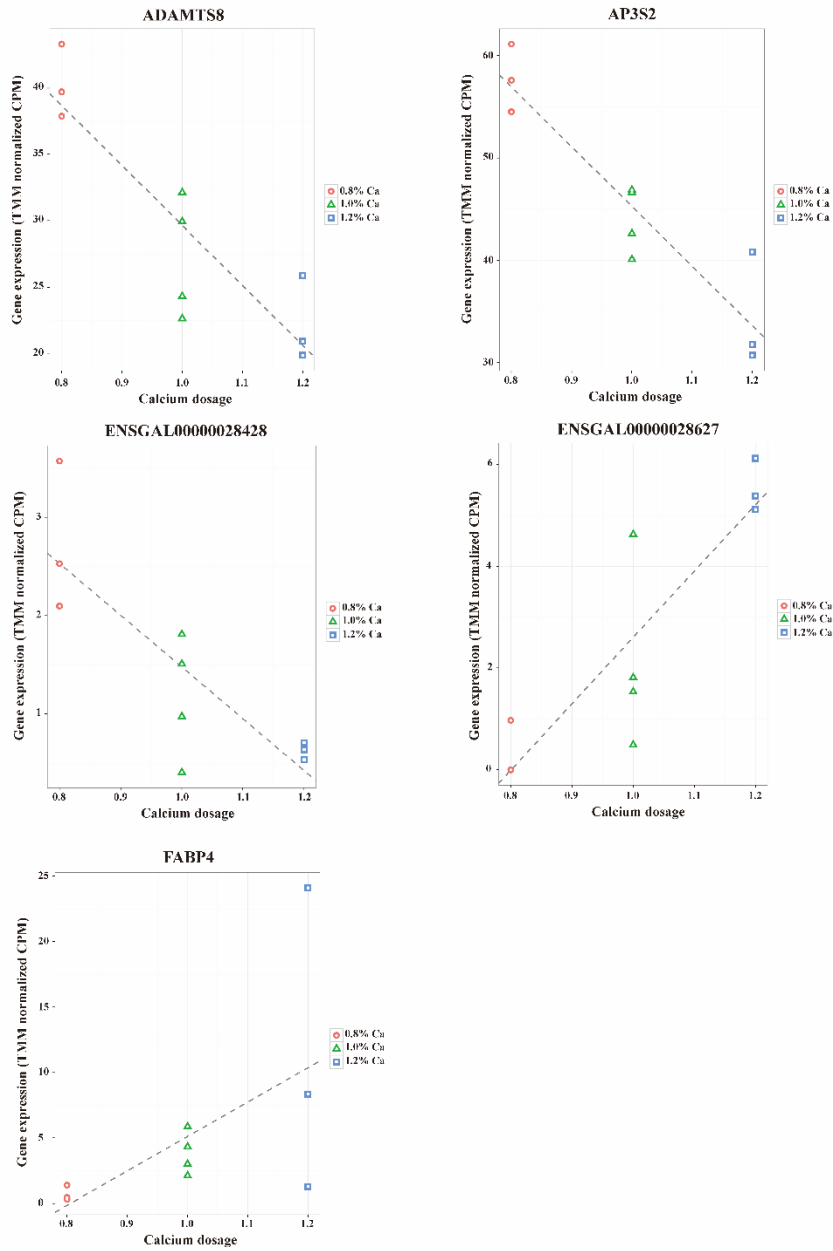 ADAMTS8
Gene expression (TMM normalized CPM)
40
35
30
25
20
0.8
0.9
1.0
1.1
1.2
Calcium dosage
0.8% Ca
1.0% Ca
1.2% Ca
AP3S2
Gene expression (TMM normalized CPM)
60
50
40
30
0.8
0.9
1.0
1.1
1.2
Calcium dosage
0.8% Ca
1.0% Ca
1.2% Ca
ENSGAL00000028428
Gene expression (TMM normalized CPM)
3
2
1
0.8
0.9
1.0
1.1
1.2
Calcium dosage
0.8% Ca
1.0% Ca
1.2% Ca
ENSGAL00000028627
Gene expression (TMM normalized CPM)
6
4
2
0
0.8
0.9
1.0
1.1
1.2
Calcium dosage
0.8% Ca
1.0% Ca
1.2% Ca
FABP4
Gene expression (TMM normalized CPM)
25
20
15
10
5
0
0.8
0.9
1.0
1.1
1.2
Calcium dosage
0.8% Ca
1.0% Ca
1.2% Ca